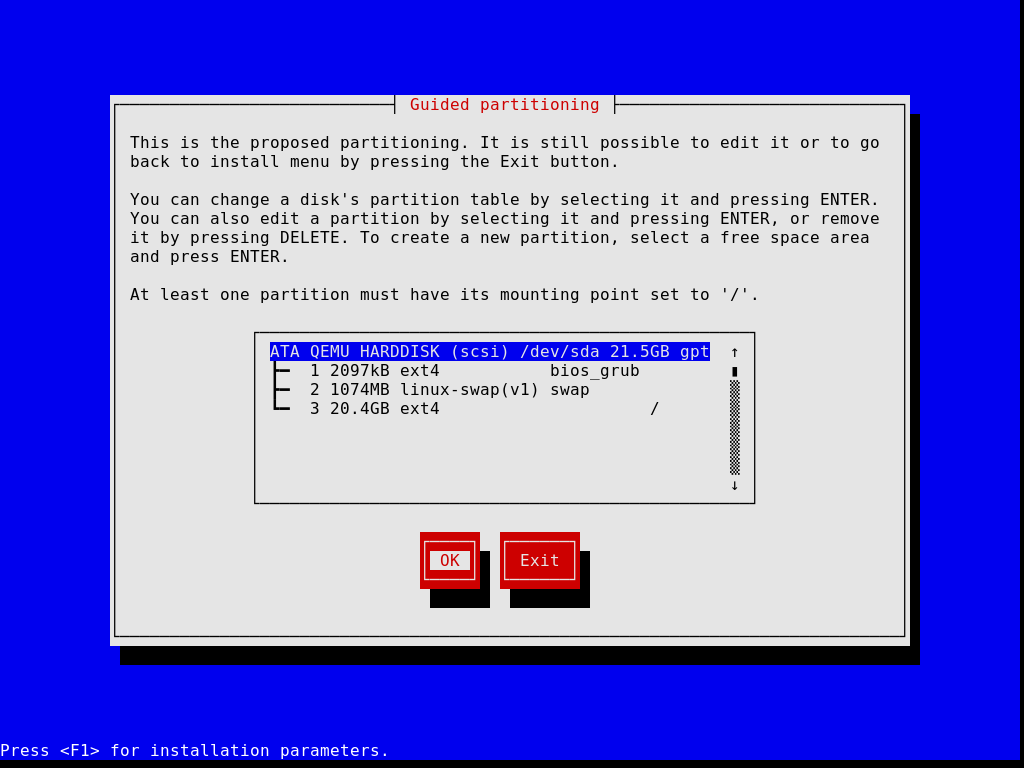 Guided partitioning
This is the proposed partitioning. It is still possible to edit it or to go
back to install menu by pressing the Exit button.
You can change a disk's partition table by selecting it and pressing ENTER.
You can also edit a partition by selecting it and pressing ENTER, or remove
it by pressing DELETE. To create a new partition, select a free space area
and press ENTER.
At least one partition must have its mounting point set to '/'.
ATA QEMU HARDDISK (scsi) /dev/sda 21.5GB gpt ↑
1 2097kB ext4 bios_grub
2 1074MB linux-swap(v1) swap
3 20.4GB ext4 /
↓
OK Exit
Press <F1> for installation parameters.